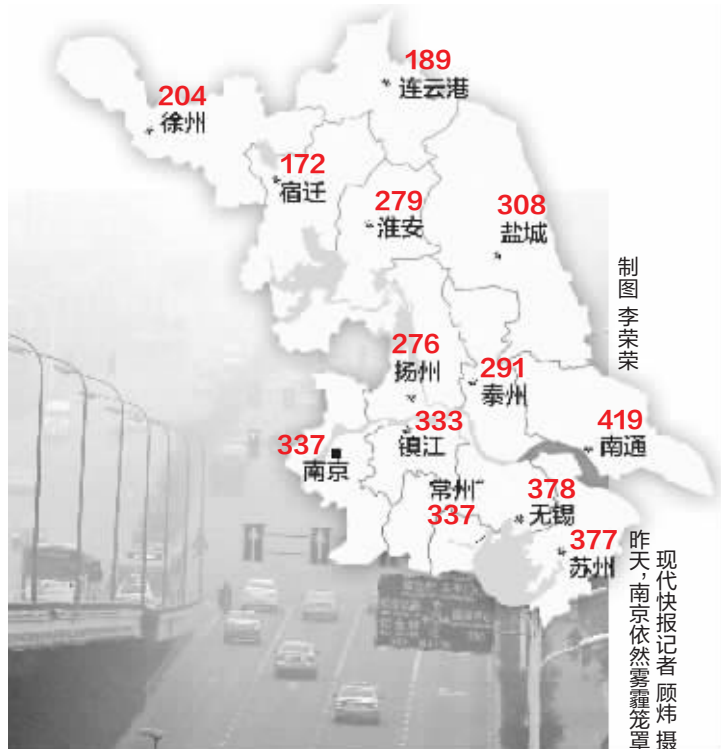 189
连云港
204
徐州
172
宿迁
279
淮安
308
盐城
276
扬州
291
泰州
333
镇江
419
南通
337
南京
常州
337
378
无锡
377
苏州
制图 李荣荣
昨天，南京依然雾霾笼罩
现代快报记者 顾炜 摄